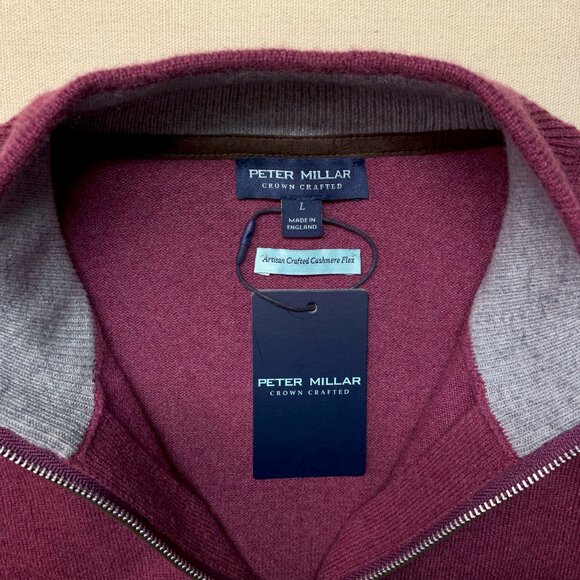 PETER MILLAR
CROWN CRAFTED
L
MADE IN
ENGLAND
Artisan Crafted Cashmere Flex
PETER MILLAR
CROWN CRAFTED